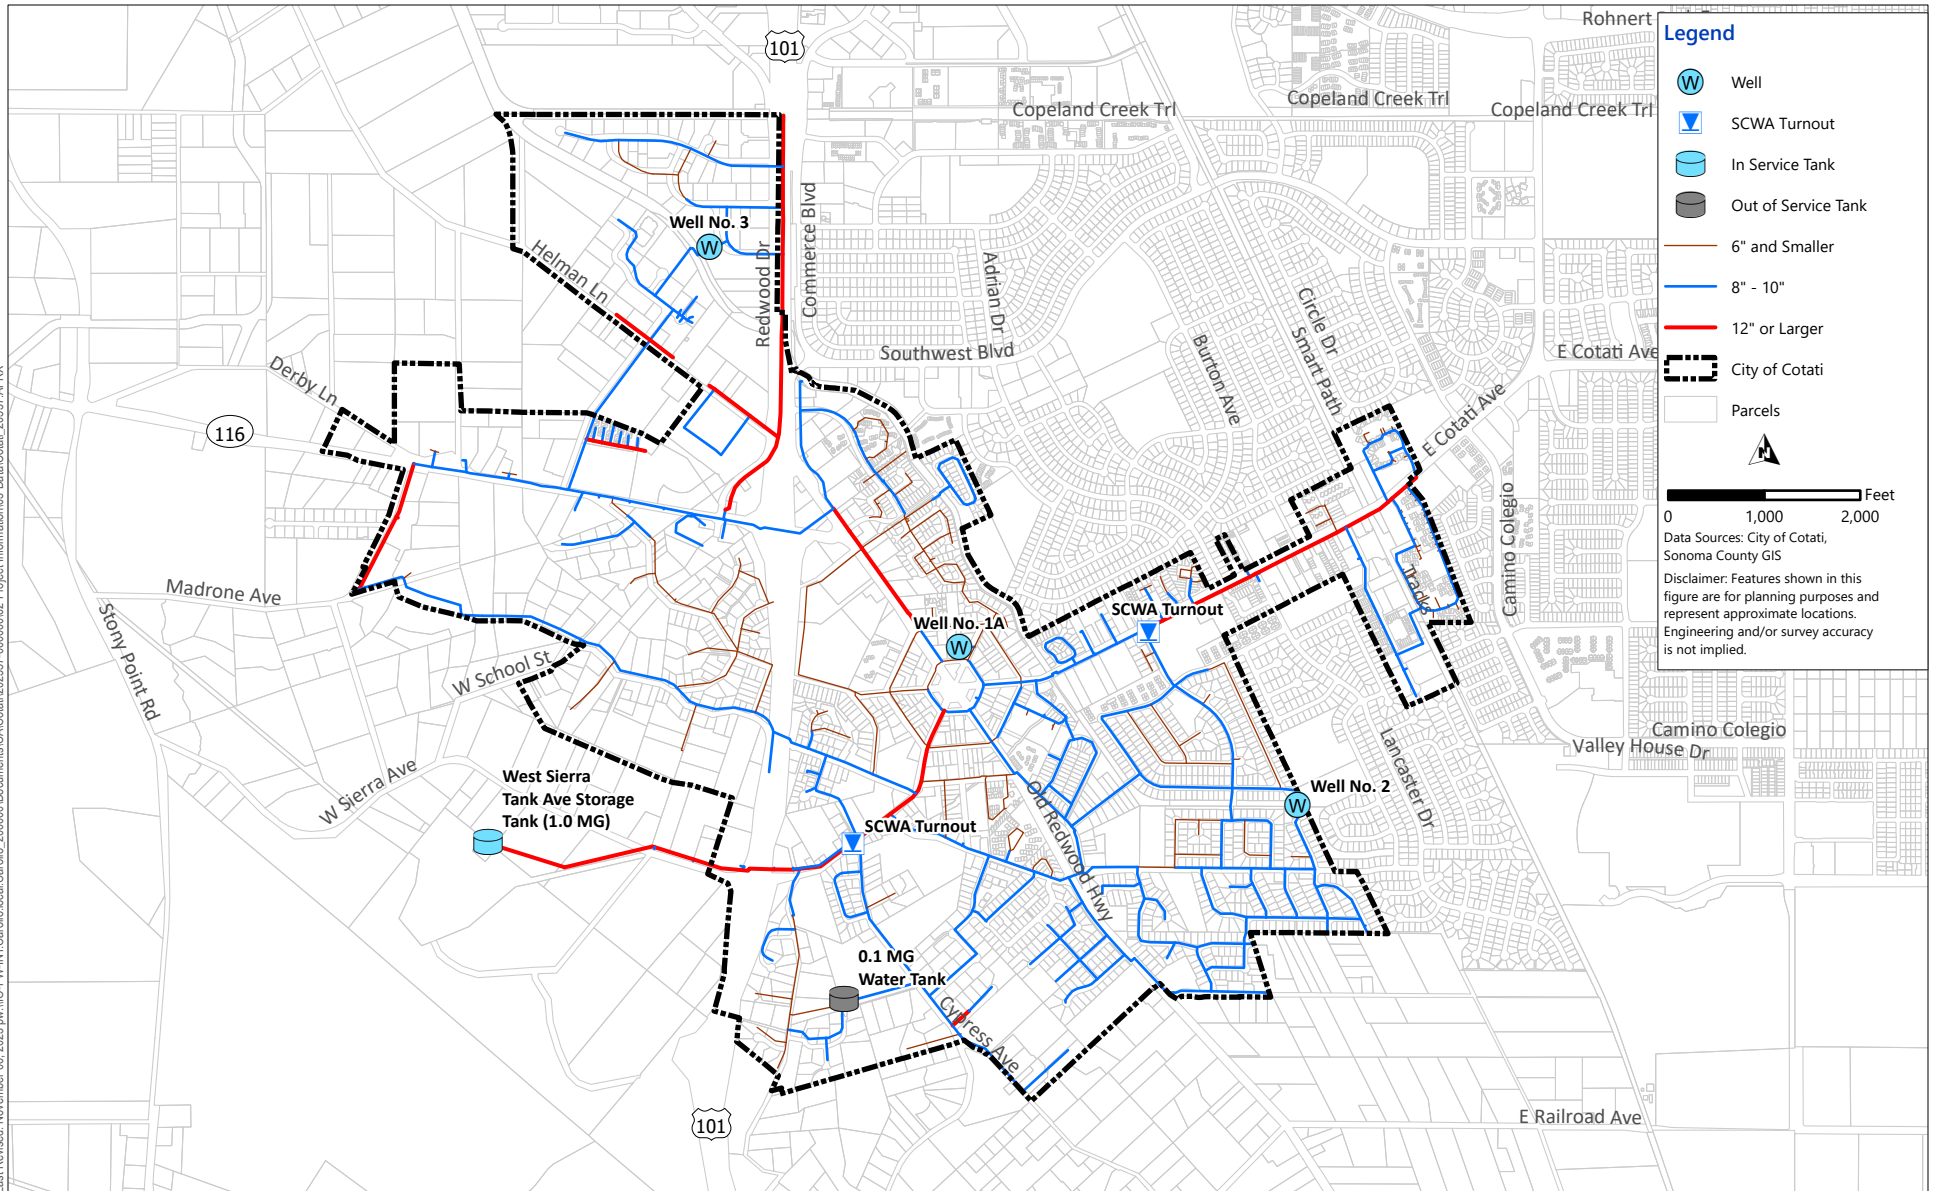 101
Copeland Creek Trl
Copeland Creek Trl
Copeland Creek Trl
Rohnert
Legend
W Well
SCWA Turnout
In Service Tank
Out of Service Tank
6" and Smaller
8" - 10"
12" or Larger
City of Cotati
Parcels
N
Feet
0 1,000 2,000
Data Sources: City of Cotati,
Sonoma County GIS
Disclaimer: Features shown in this
figure are for planning purposes and
represent approximate locations.
Engineering and/or survey accuracy
is not implied.
Well No. 3
W
Helman Ln
Redwood Dr
Commerce Blvd
Adrian Dr
Southwest Blvd
Burton Ave
Circle Dr
Smart Path
E Cotati Ave
E Cotati Ave
Derby Ln
116
Camino Colegio
Tracks
Madrone Ave
Stony Point Rd
W School St
W Sierra Ave
Well No. 1A
W
SCWA Turnout
Camino Colegio
Valley House Dr
Lancaster Dr
West Sierra
Tank Ave Storage
Tank (1.0 MG)
SCWA Turnout
Old Redwood Hwy
Well No. 2
W
0.1 MG
Water Tank
Cypress Ave
101
E Railroad Ave